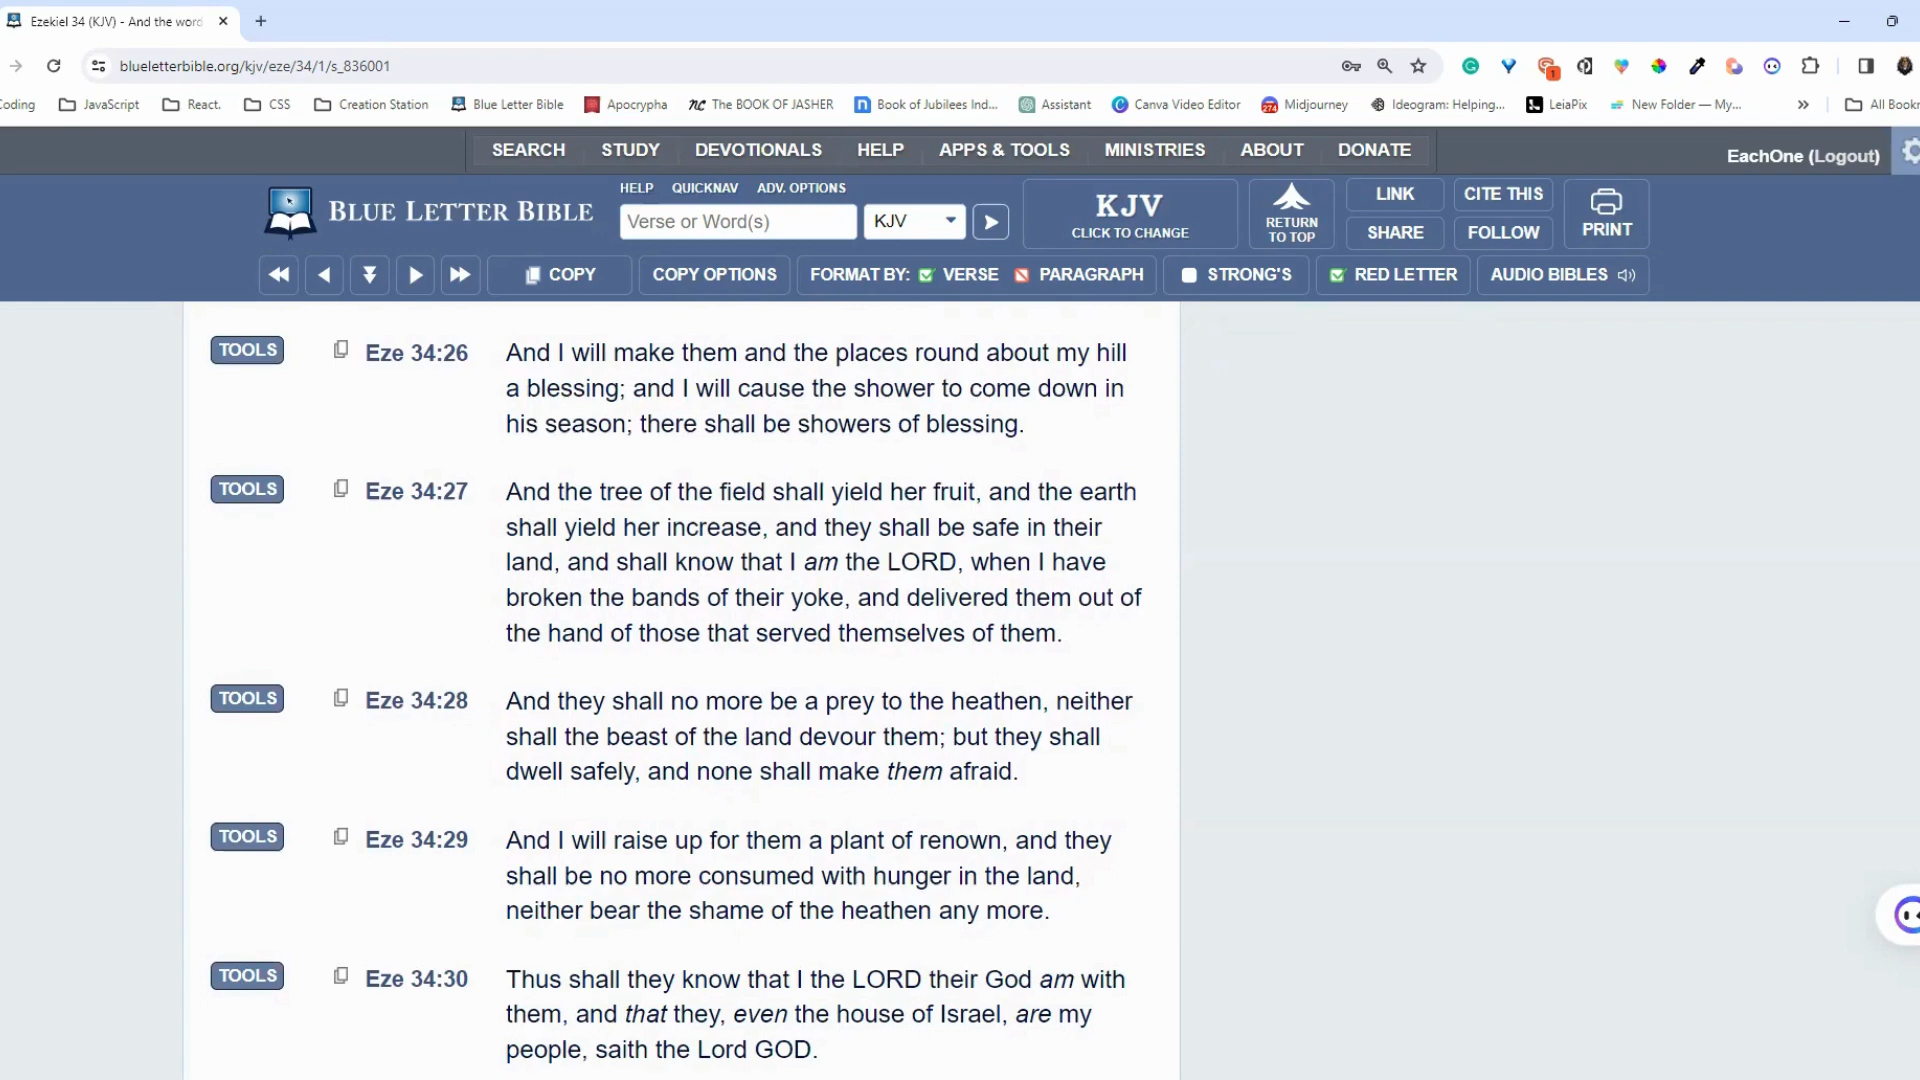 Ezekiel 34 (KJV) - And the word
blueletterbible.org/kjv/eze/34/1/s_836001
1
oding JavaScript React. CSS Creation Station Blue Letter Bible Apocrypha The BOOK OF JASHER Book of Jubilees Ind... Assistant Canva Video Editor 274 Midjourney Ideogram: Helping... LeiaPix New Folder — My... » All Bookr
SEARCH STUDY DEVOTIONALS HELP APPS & TOOLS MINISTRIES ABOUT DONATE
EachOne (Logout)
HELP QUICKNAV ADV. OPTIONS
BLUE LETTER BIBLE
Verse or Word(s) KJV
KJV
CLICK TO CHANGE
RETURN
TO TOP
LINK CITE THIS
SHARE FOLLOW
PRINT
COPY COPY OPTIONS FORMAT BY: VERSE PARAGRAPH STRONG'S RED LETTER AUDIO BIBLES
TOOLS Eze 34:26 And I will make them and the places round about my hill
a blessing; and I will cause the shower to come down in
his season; there shall be showers of blessing.
TOOLS Eze 34:27 And the tree of the field shall yield her fruit, and the earth
shall yield her increase, and they shall be safe in their
land, and shall know that I am the LORD, when I have
broken the bands of their yoke, and delivered them out of
the hand of those that served themselves of them.
TOOLS Eze 34:28 And they shall no more be a prey to the heathen, neither
shall the beast of the land devour them; but they shall
dwell safely, and none shall make them afraid.
TOOLS Eze 34:29 And I will raise up for them a plant of renown, and they
shall be no more consumed with hunger in the land,
neither bear the shame of the heathen any more.
TOOLS Eze 34:30 Thus shall they know that I the LORD their God am with
them, and that they, even the house of Israel, are my
people, saith the Lord GOD.